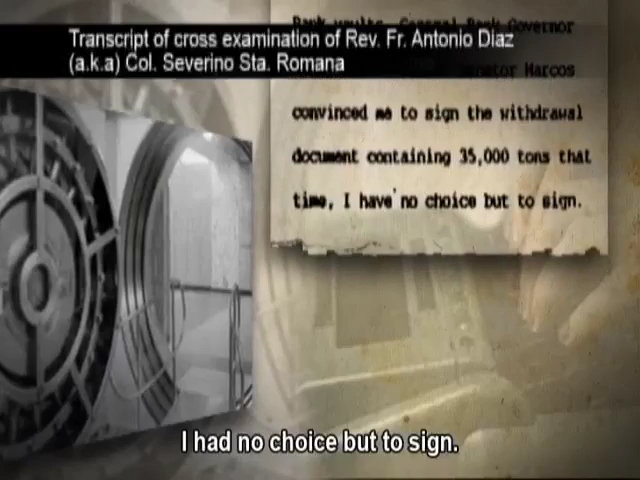 Transcript of cross examination of Rev. Fr. Antonio Diaz
(a.k.a) Col. Severino Sta. Romana
Governor
Marcos
convinced me to sign the withdrawal
document containing 35,000 tons that
time, I have no choice but to sign.
I had no choice but to sign.